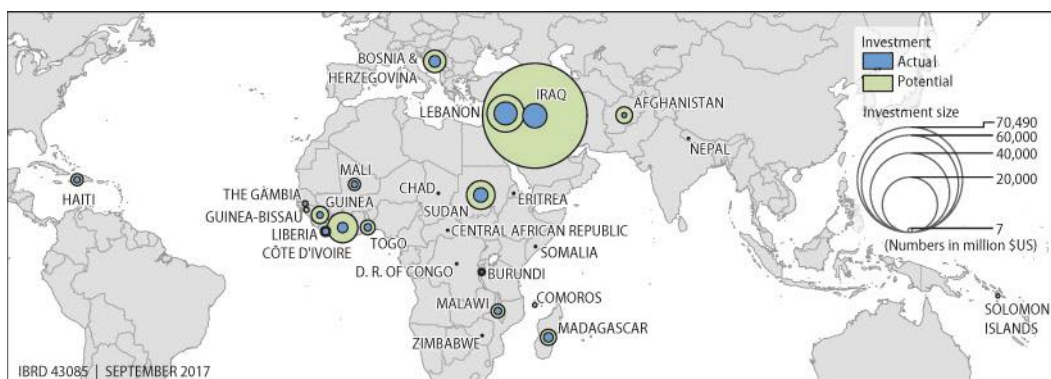 BOSNIA &
HERZEGOVINA
LEBANON
IRAQ
AFGHANISTAN
NEPAL
Investment
Actual
Potential
Investment size
70,490
60,000
40,000
20,000
7
(Numbers in million $US)
HAITI
MALI
THE GAMBIA
GUINEA
GUINEA-BISSAU
LIBERIA
CÔTE D'IVOIRE
TOGO
CHAD
SUDAN
ERITREA
CENTRAL AFRICAN REPUBLIC
SOMALIA
D. R. OF CONGO
BURUNDI
MALAWI
COMOROS
ZIMBABWE
MADAGASCAR
SOLOMON
ISLANDS
IBRD 43085 | SEPTEMBER 2017